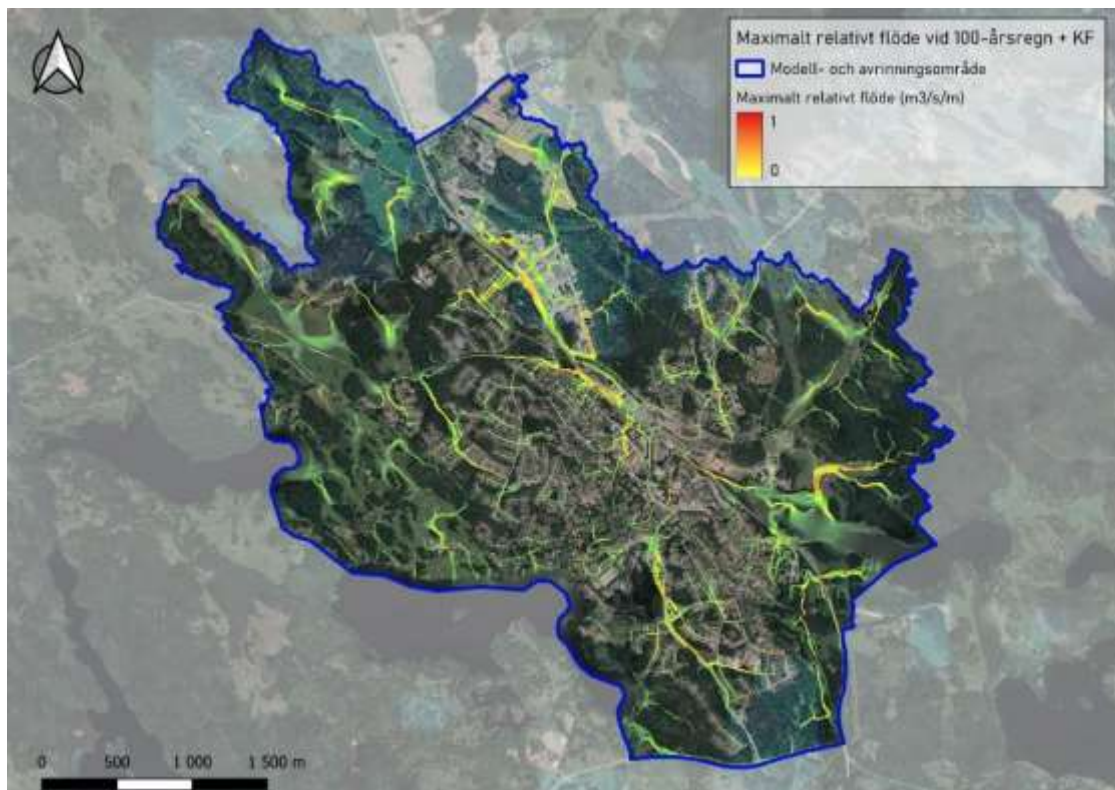 Maximalt relativt flöde vid 100-årsregn + KF
Modell- och avrinningsområde
Maximalt relativt flöde (m3/s/m)
1
0
0 500 1 000 1 500 m